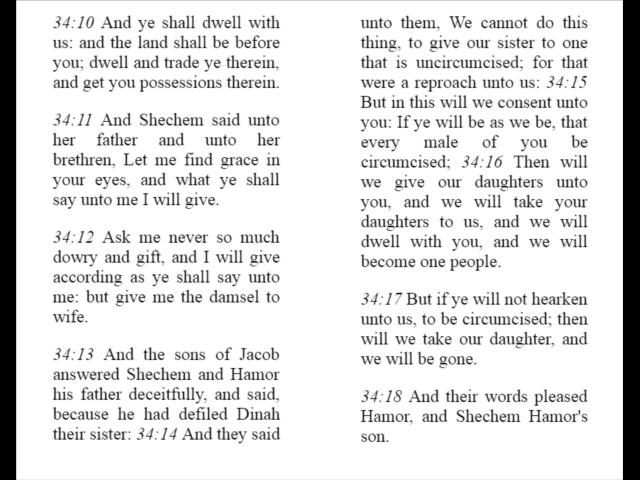 34:10 And ye shall dwell with
us: and the land shall be before
you; dwell and trade ye therein,
and get you possessions therein.
34:11 And Shechem said unto
her father and unto her
brethren, Let me find grace in
your eyes, and what ye shall
say unto me I will give.
34:12 Ask me never so much
dowry and gift, and I will give
according as ye shall say unto
me: but give me the damsel to
wife.
34:13 And the sons of Jacob
answered Shechem and Hamor
his father deceitfully, and said,
because he had defiled Dinah
their sister: 34:14 And they said
unto them, We cannot do this
thing, to give our sister to one
that is uncircumcised; for that
were a reproach unto us: 34:15
But in this will we consent unto
you: If ye will be as we be, that
every male of you be
circumcised; 34:16 Then will
we give our daughters unto
you, and we will take your
daughters to us, and we will
dwell with you, and we will
become one people.
34:17 But if ye will not hearken
unto us, to be circumcised; then
will we take our daughter, and
we will be gone.
34:18 And their words pleased
Hamor, and Shechem Hamor's
son.